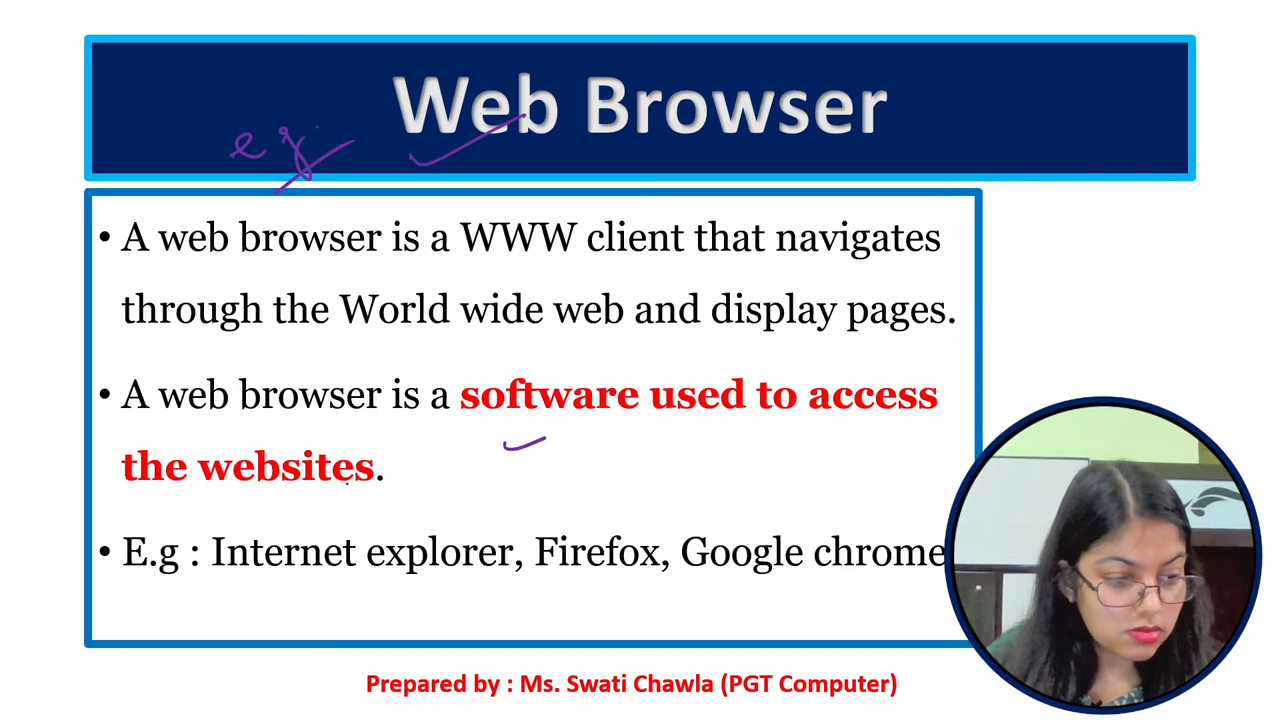 Web Browser
eg.
• A web browser is a WWW client that navigates
through the World wide web and display pages.
• A web browser is a software used to access
the websites.
• E.g : Internet explorer, Firefox, Google chrome
Prepared by : Ms. Swati Chawla (PGT Computer)